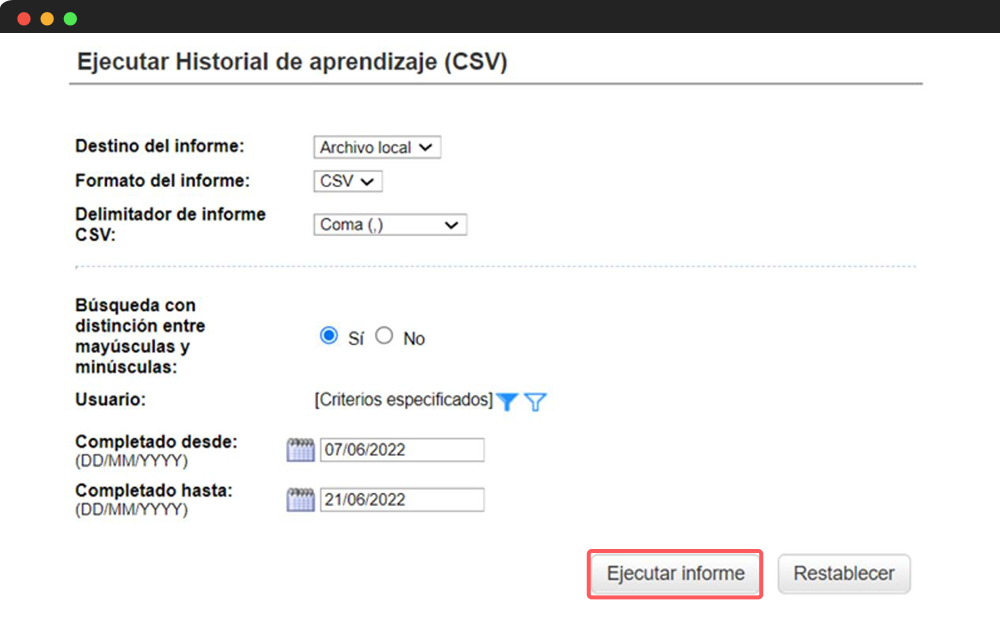 Ejecutar Historial de aprendizaje (CSV)
Destino del informe:
Archivo local
Formato del informe:
CSV
Delimitador de informe
CSV:
Coma (,)
Búsqueda con
distinción entre
mayúsculas y
minúsculas:
Sí
No
Usuario:
[Criterios especificados]
Completado desde:
(DD/MM/YYYY)
07/06/2022
Completado hasta:
(DD/MM/YYYY)
21/06/2022
Ejecutar informe
Restablecer